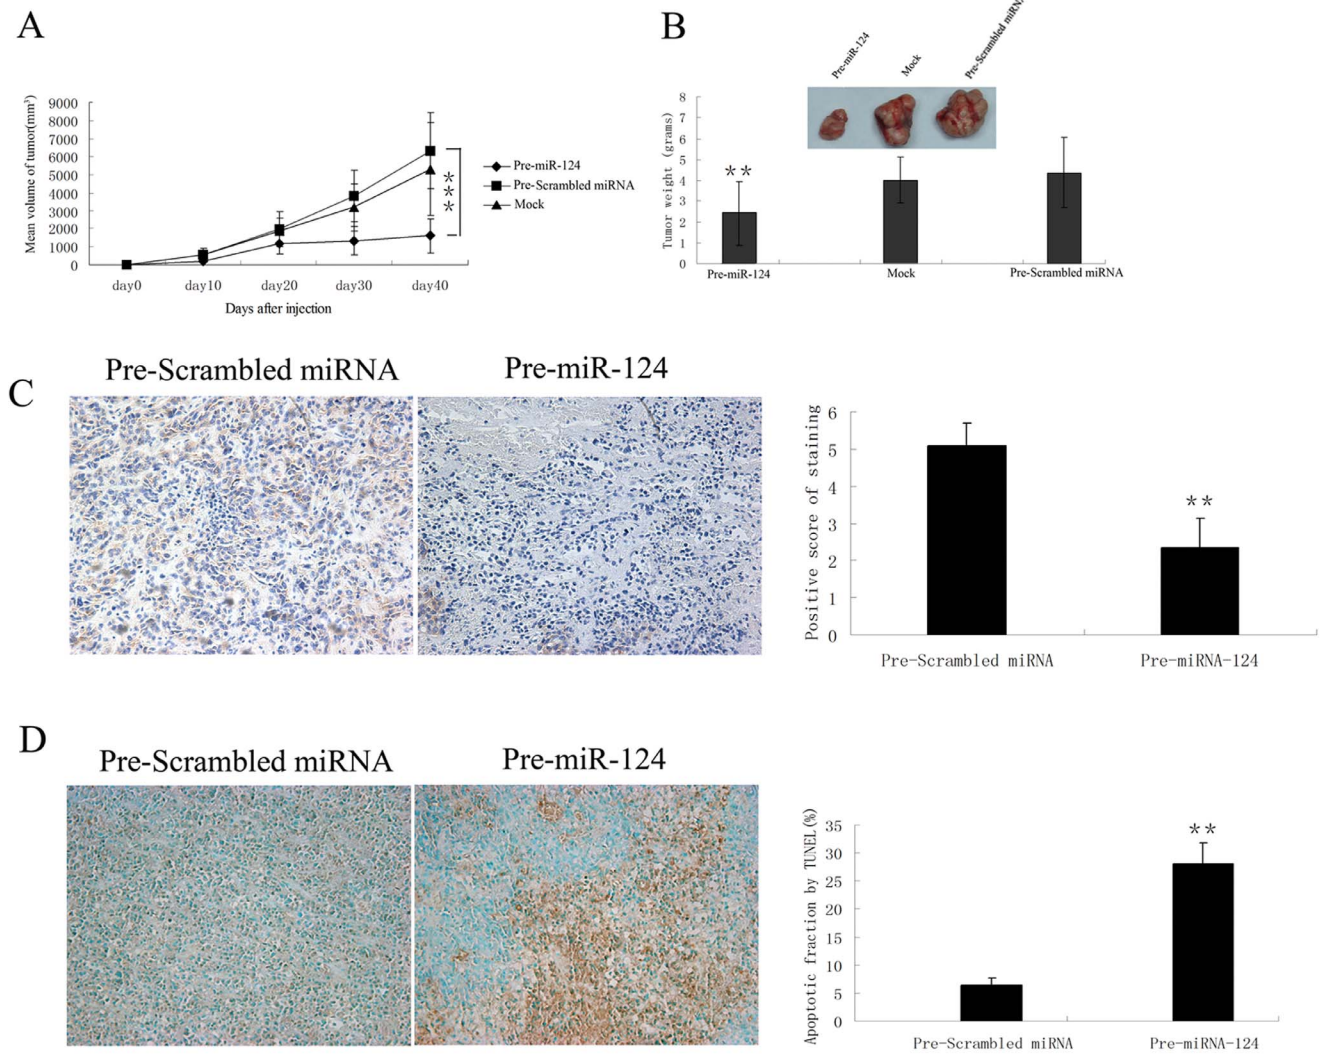 A
Mean volume of tumor(mm³)
9000
8000
7000
6000
5000
4000
3000
2000
1000
0
day0 day10 day20 day30 day40
Days after injection
***
Pre-miR-124
Pre-Scrambled miRNA
Mock
B
Pre-miR-124 Mock Pre-Scrambled miRNA
Tumor weight (grams)
8
7
6
5
4
3
2
1
0
**
Pre-miR-124 Mock Pre-Scrambled miRNA
C
Pre-Scrambled miRNA Pre-miR-124
Positive score of staining
6
5
4
3
2
1
0
**
Pre-Scrambled miRNA Pre-miRNA-124
D
Pre-Scrambled miRNA Pre-miR-124
Apoptotic fraction by TUNEL(%)
35
30
25
20
15
10
5
0
**
Pre-Scrambled miRNA Pre-miRNA-124